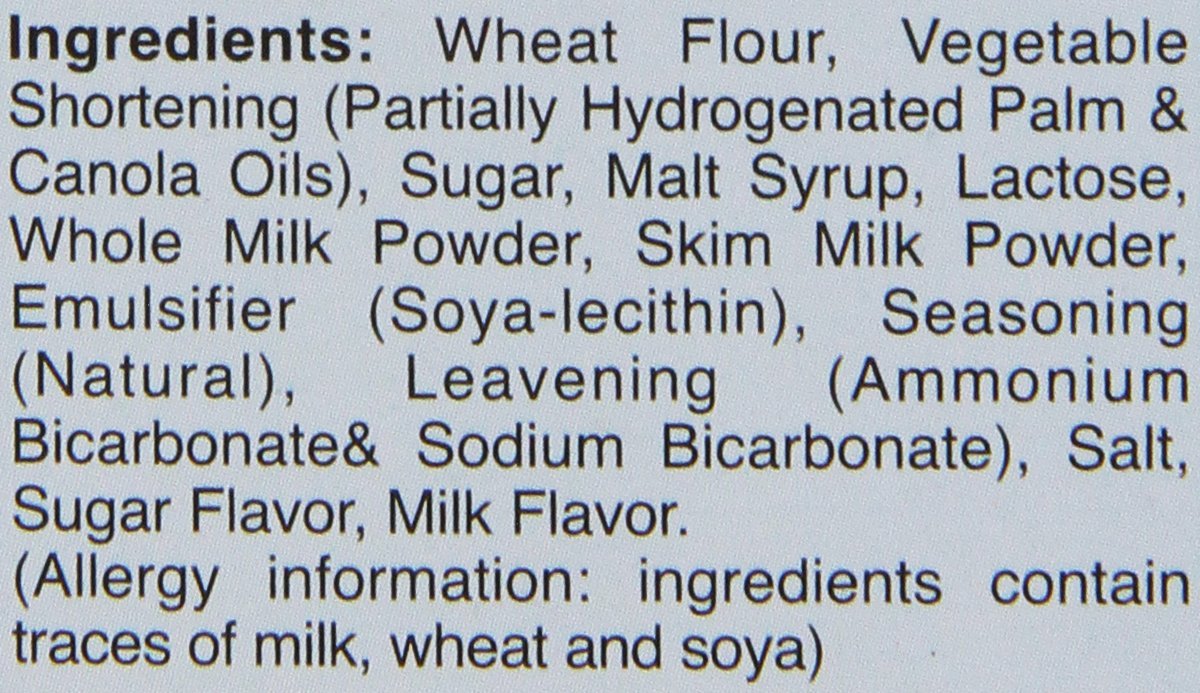 Ingredients: Wheat Flour, Vegetable
Shortening (Partially Hydrogenated Palm &
Canola Oils), Sugar, Malt Syrup, Lactose,
Whole Milk Powder, Skim Milk Powder,
Emulsifier (Soya-lecithin), Seasoning
(Natural), Leavening (Ammonium
Bicarbonate& Sodium Bicarbonate), Salt,
Sugar Flavor, Milk Flavor.
(Allergy information: ingredients contain
traces of milk, wheat and soya)